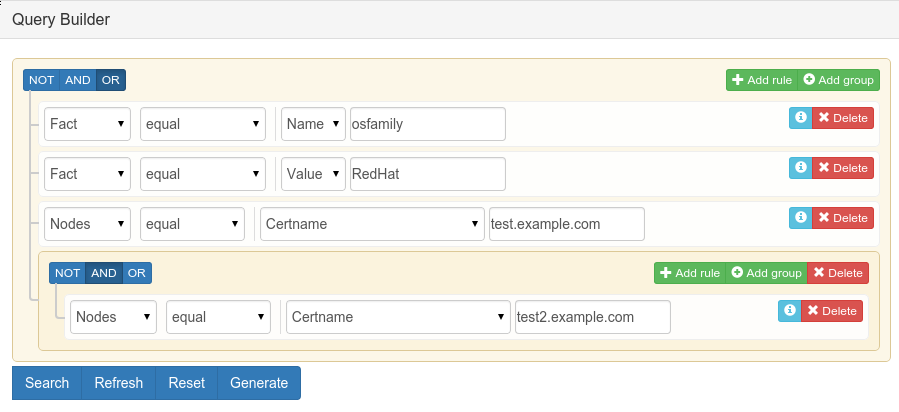 Query Builder
NOT AND OR Add rule Add group
Fact equal Name osfamily Delete
Fact equal Value RedHat Delete
Nodes equal Certname test.example.com Delete
NOT AND OR Add rule Add group Delete
Nodes equal Certname test2.example.com Delete
Search Refresh Reset Generate